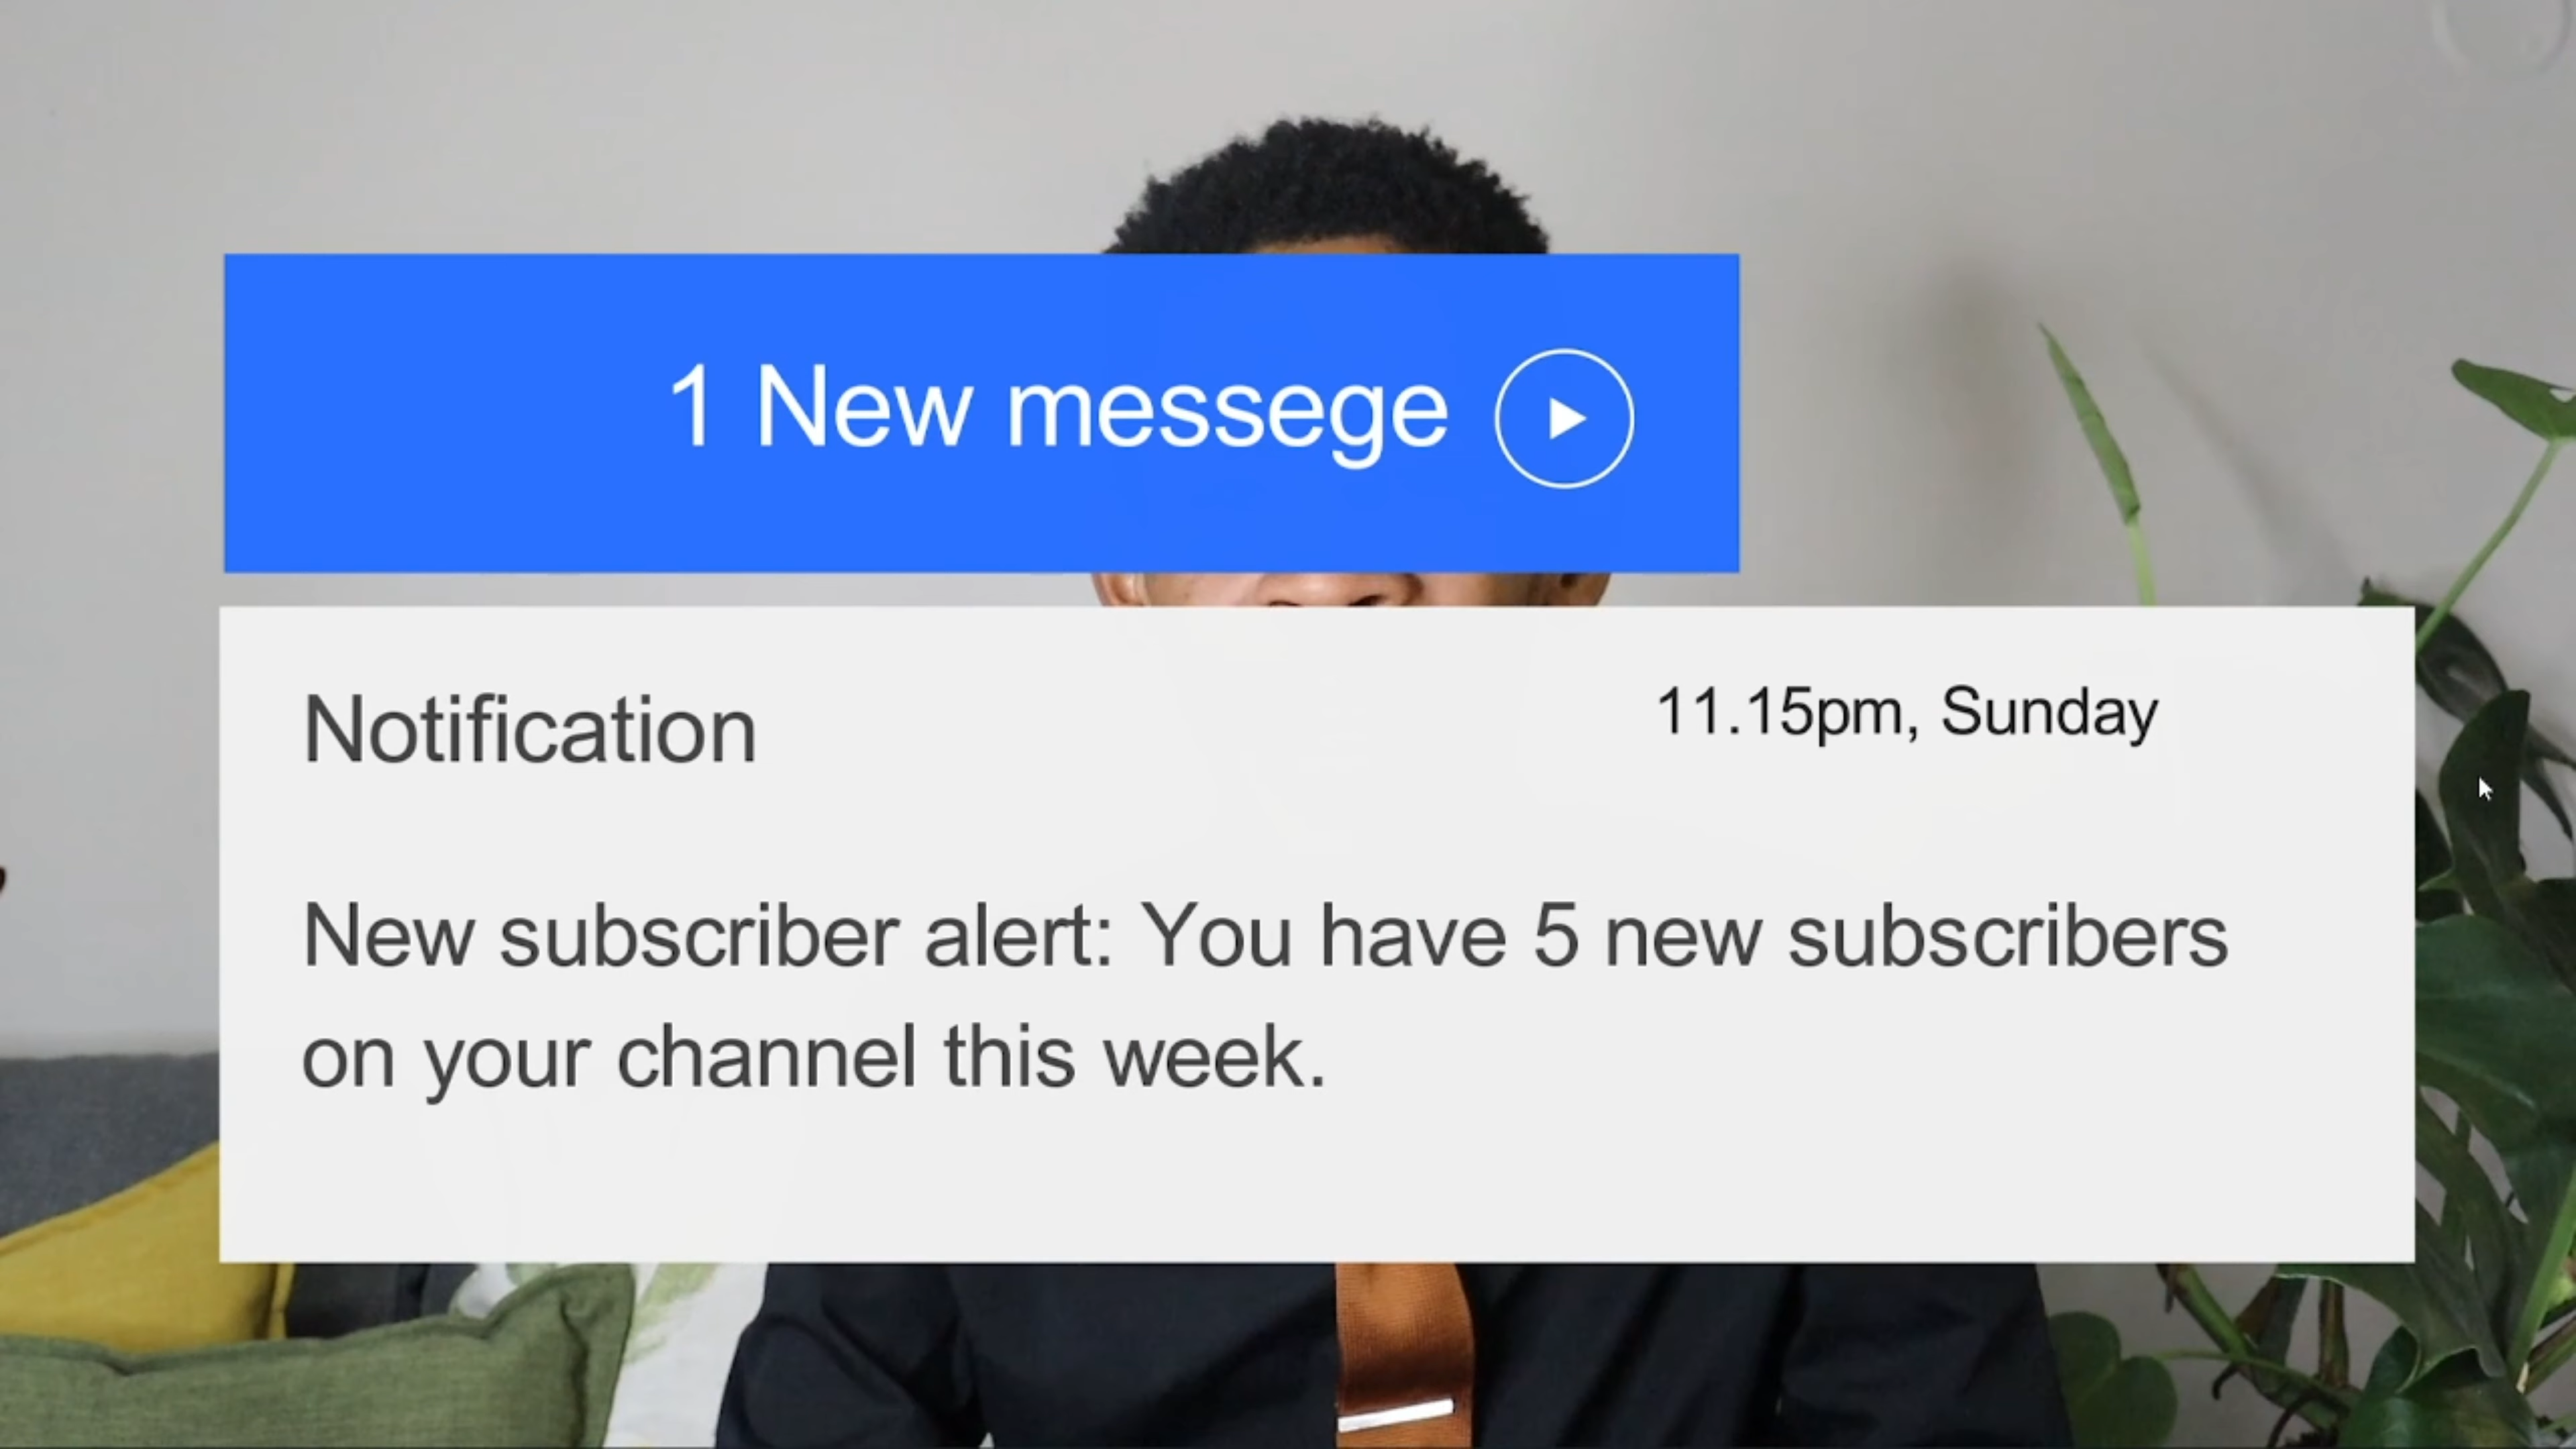 1 New messege
Notification
11.15pm, Sunday
New subscriber alert: You have 5 new subscribers
on your channel this week.